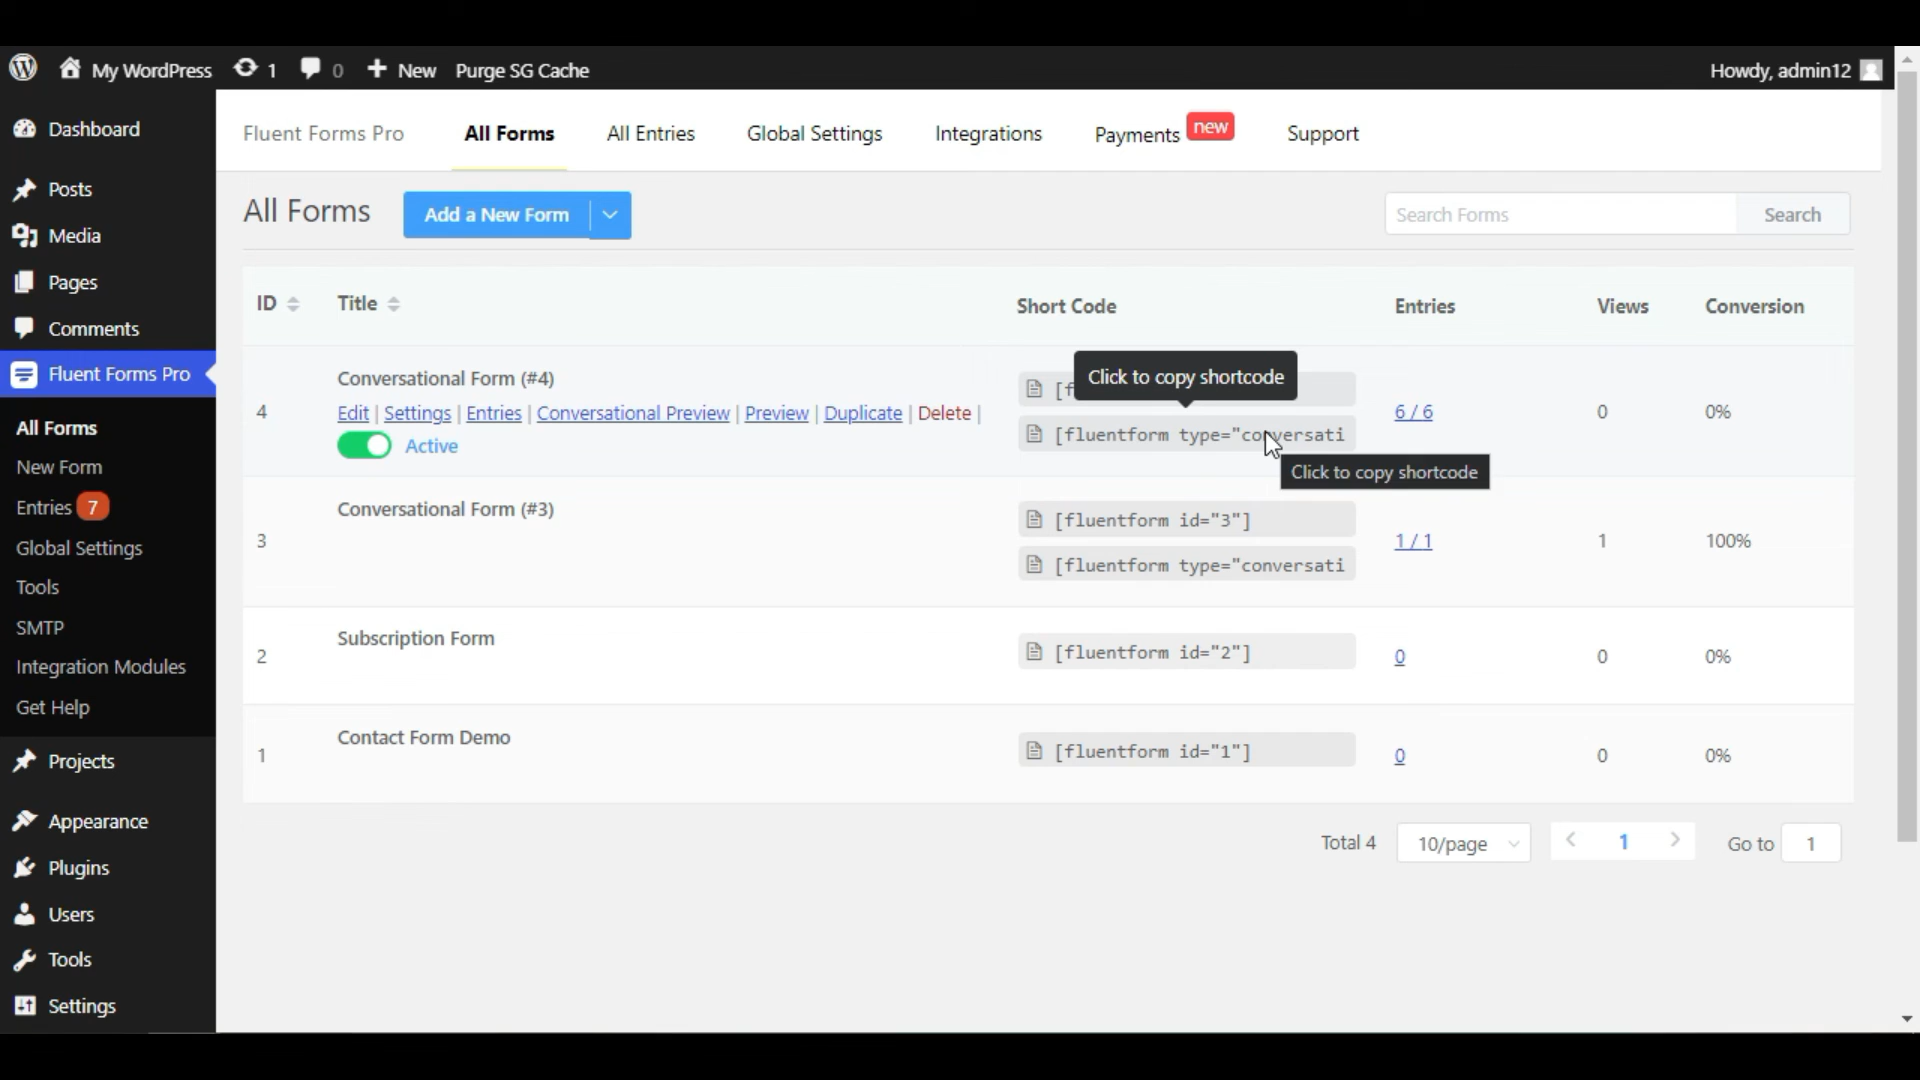 My WordPress 1 0 New Purge SG Cache Howdy, admin12
Dashboard
Posts
Media
Pages
Comments
Fluent Forms Pro
All Forms
New Form
Entries 7
Global Settings
Tools
SMTP
Integration Modules
Get Help
Projects
Appearance
Plugins
Users
Tools
Settings
Fluent Forms Pro All Forms All Entries Global Settings Integrations Payments new Support
All Forms Add a New Form Search Forms Search
ID Title Short Code Entries Views Conversion
Conversational Form (#4)
Click to copy shortcode
[f
4 Edit | Settings | Entries | Conversational Preview | Preview | Duplicate | Delete | 6 / 6 0 0%
Active [fluentform type="conversati
Click to copy shortcode
Conversational Form (#3) [fluentform id="3"]
3 1 / 1 1 100%
[fluentform type="conversati
Subscription Form
2 [fluentform id="2"] 0 0 0%
Contact Form Demo
1 [fluentform id="1"] 0 0 0%
Total 4 10/page 1 Go to 1